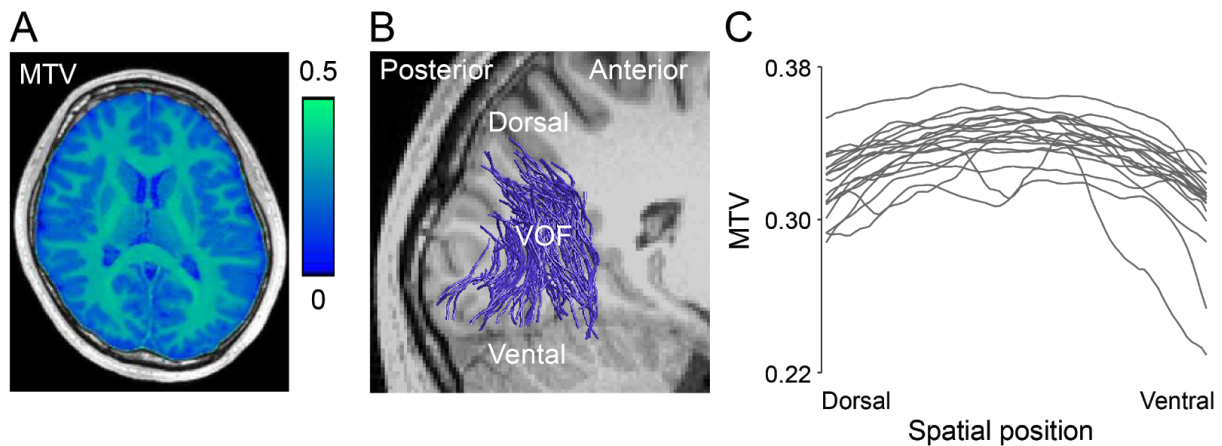 A
MTV
0.5
0
B
Posterior
Anterior
Dorsal
VOF
Vental
C
0.38
0.30
0.22
MTV
Dorsal
Ventral
Spatial position